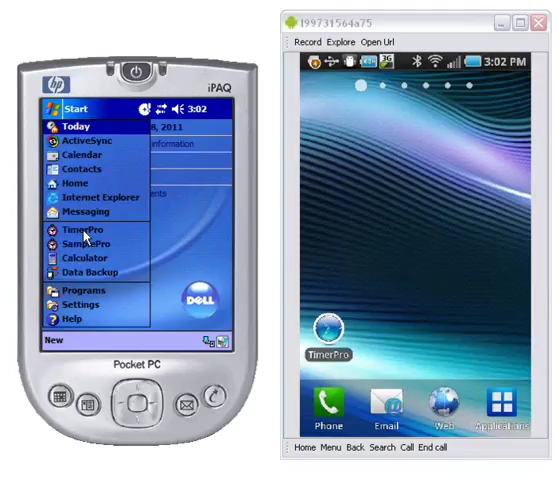 hp
iPAQ
Start 3:02
Today
8, 2011
ActiveSync
information
Calendar
Contacts
Home
ents
Internet Explorer
Messaging
TimerPro
SamplePro
Calculator
Data Backup
Programs
Settings
Help
DELL
New
Pocket PC
I99731564a75
Record Explore Open Url
3G 3:02 PM
TimerPro
Phone Email Web Applications
Home Menu Back Search Call End call